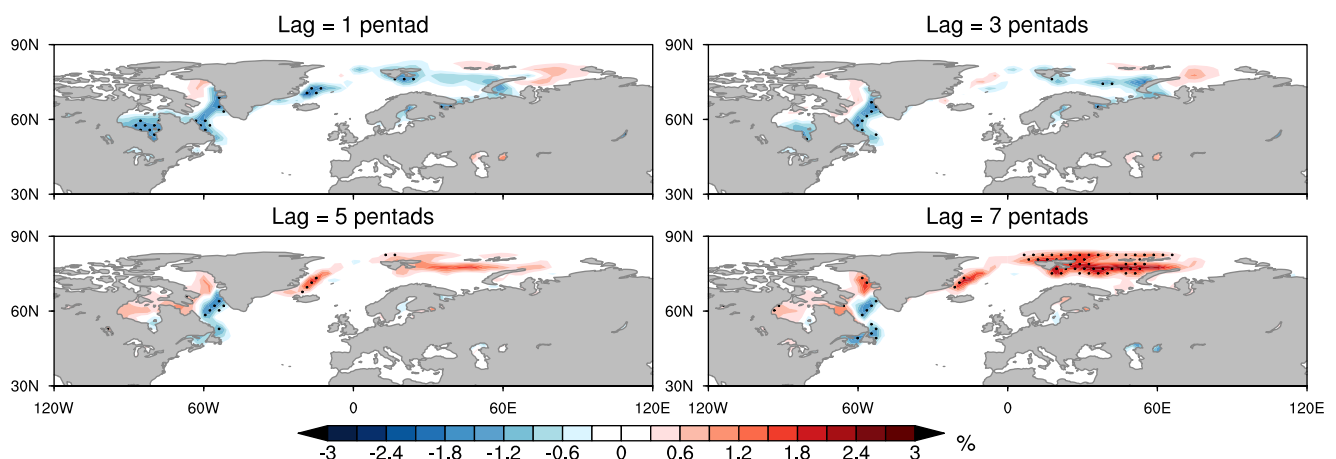 Lag = 1 pentad
Lag = 3 pentads
90N
60N
30N
90N
60N
30N
Lag = 5 pentads
Lag = 7 pentads
90N
60N
30N
90N
60N
30N
120W 60W 0 60E 120E
120W 60W 0 60E 120E
-3 -2.4 -1.8 -1.2 -0.6 0 0.6 1.2 1.8 2.4 3 %